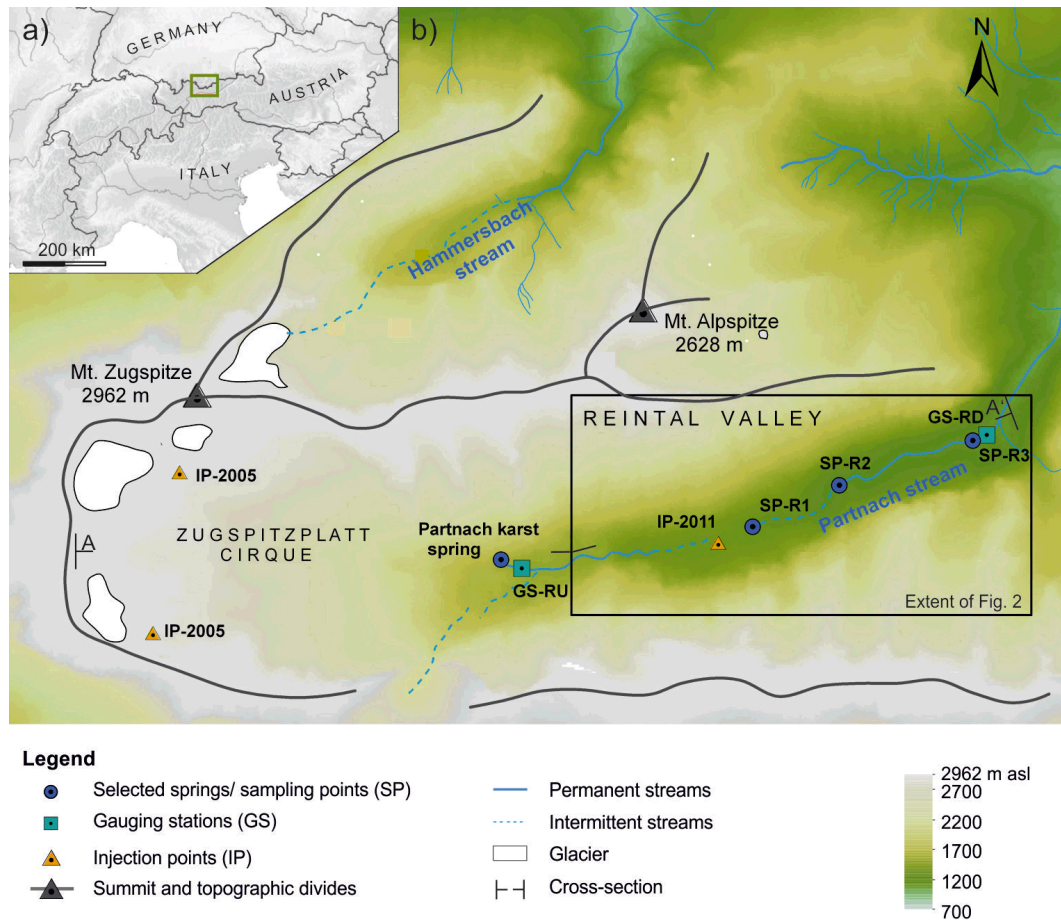 a)
GERMANY
AUSTRIA
ITALY
200 km
b)
N
Hammersbach
stream
Mt. Alpspitze
2628 m
Mt. Zugspitze
2962 m
REINTAL VALLEY
A'
GS-RD
SP-R3
SP-R2
Partnach stream
SP-R1
IP-2011
IP-2005
ZUGSPITZPLATT
CIRQUE
A
Partnach karst
spring
GS-RU
Extent of Fig. 2
IP-2005
Legend
Selected springs/ sampling points (SP)
Gauging stations (GS)
Injection points (IP)
Summit and topographic divides
Permanent streams
Intermittent streams
Glacier
Cross-section
2962 m asl
2700
2200
1700
1200
700